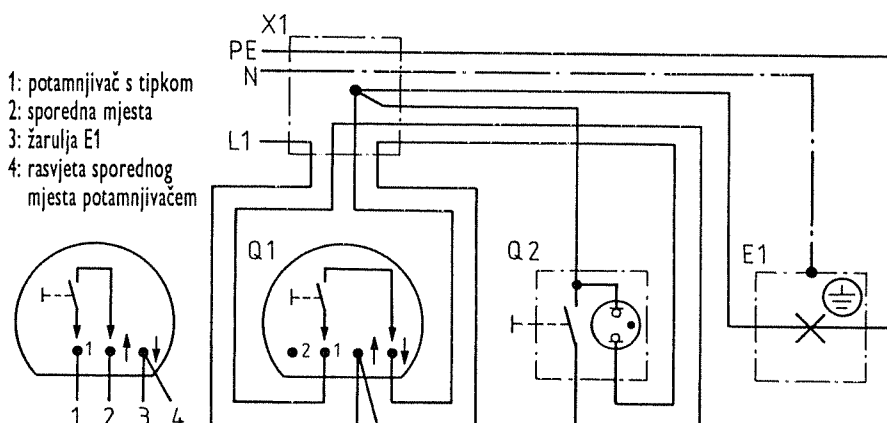 X1
PE
N
L1
1: potamnjivač s tipkom
2: sporedna mjesta
3: žarulja E1
4: rasvjeta sporednog
mjesta potamnjivačem
Q1
Q2
E1
1
2 1
1 2 3 4